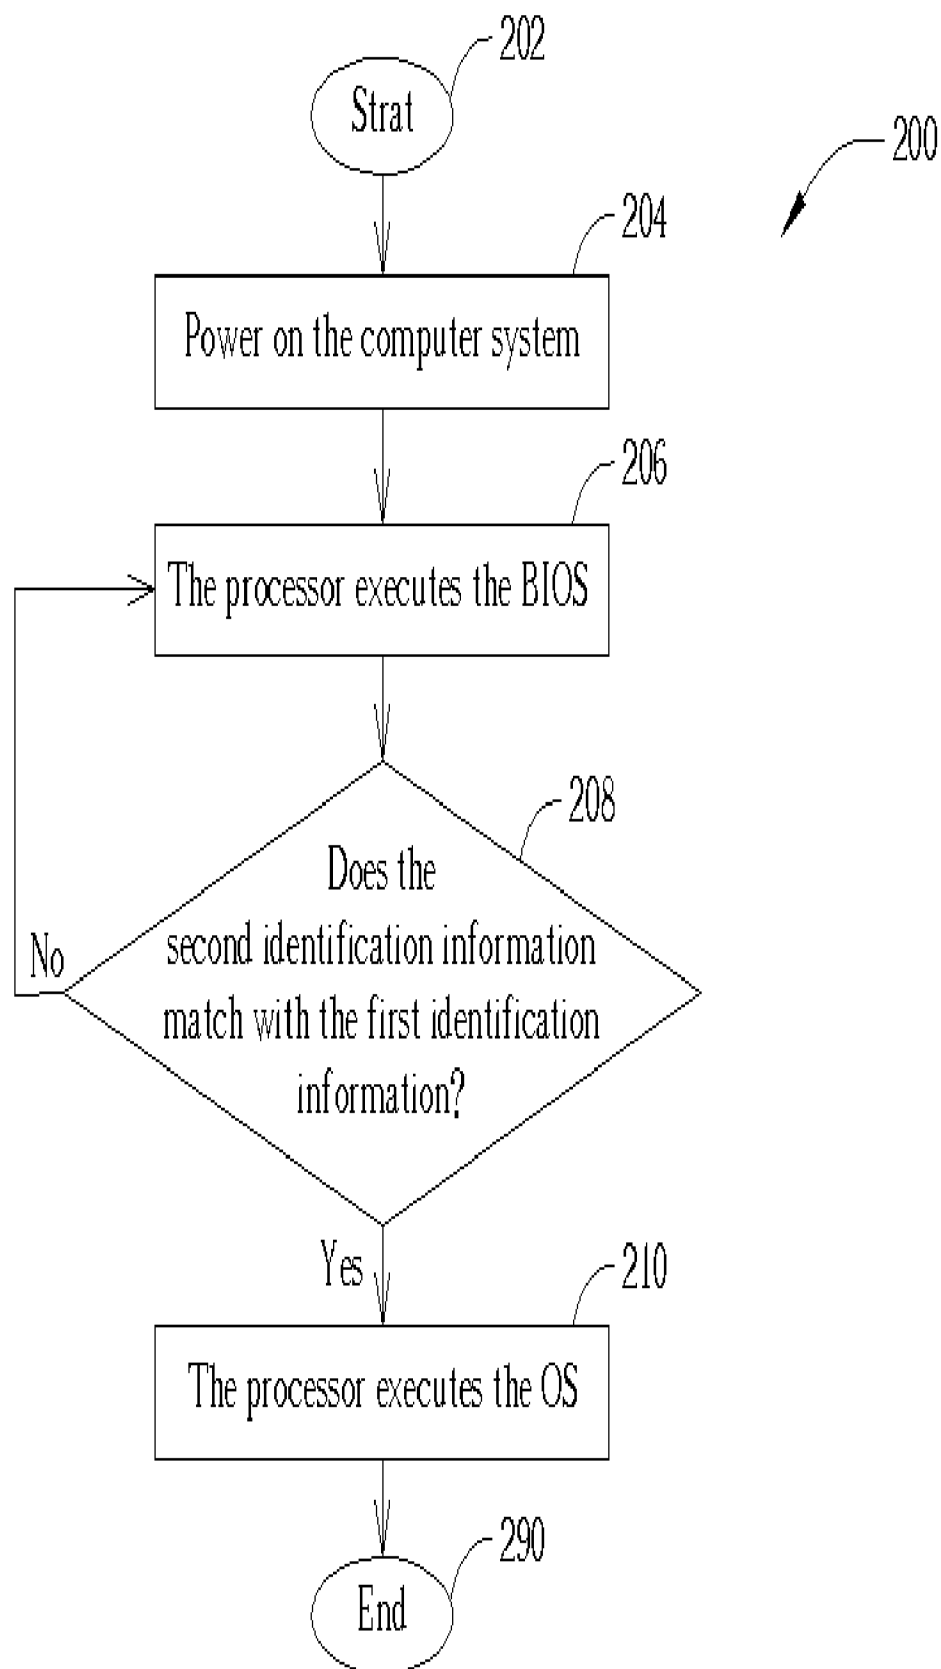 202
Strat
200
204
Power on the computer system
206
The processor executes the BIOS
208
Does the
second identification information
match with the first identification
information?
No
Yes
210
The processor executes the OS
290
End